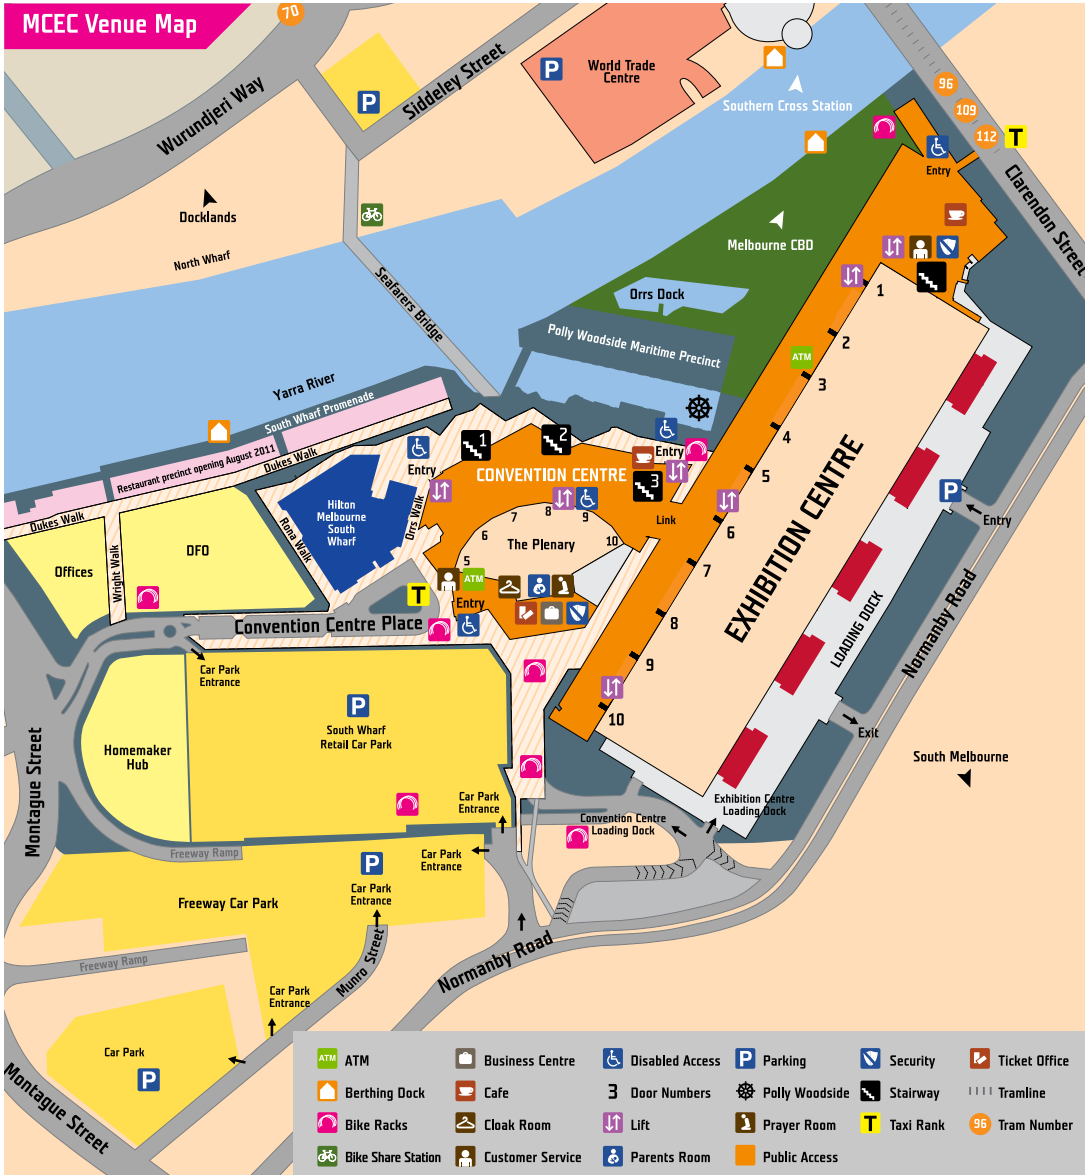 MCEC Venue Map
70
Wurundjeri Way
P
Siddeley Street
P
World Trade
Centre
Southern Cross Station
96
109
112
T
Clarendon Street
Entry
Docklands
North Wharf
Seafarers Bridge
Melbourne CBD
Orrs Dock
Polly Woodside Maritime Precinct
Yarra River
South Wharf Promenade
Restaurant precinct opening August 2011
Dukes Walk
Dukes Walk
ATM
1
2
3
4
5
6
7
8
9
10
EXHIBITION CENTRE
LOADING DOCK
P
Entry
Normanby Road
Exit
South Melbourne
Entry
1
2
Entry
3
CONVENTION CENTRE
Link
7
8
9
6
10
5
The Plenary
ATM
Entry
T
Hilton
Melbourne
South
Wharf
Orrs Walk
Rona Walk
DFO
Offices
Wright Walk
Convention Centre Place
Car Park
Entrance
P
South Wharf
Retail Car Park
Homemaker
Hub
Montague Street
Car Park
Entrance
Exhibition Centre
Loading Dock
Convention Centre
Loading Dock
Freeway Ramp
Car Park
Entrance
P
Car Park
Entrance
Freeway Car Park
Freeway Ramp
Munro Street
Normanby Road
Car Park
Entrance
Car Park
P
Montague Street
ATM ATM
Business Centre
Disabled Access
P Parking
Security
Ticket Office
Berthing Dock
Cafe
3 Door Numbers
Polly Woodside
Stairway
Tramline
Bike Racks
Cloak Room
Lift
Prayer Room
T Taxi Rank
96 Tram Number
Bike Share Station
Customer Service
Parents Room
Public Access